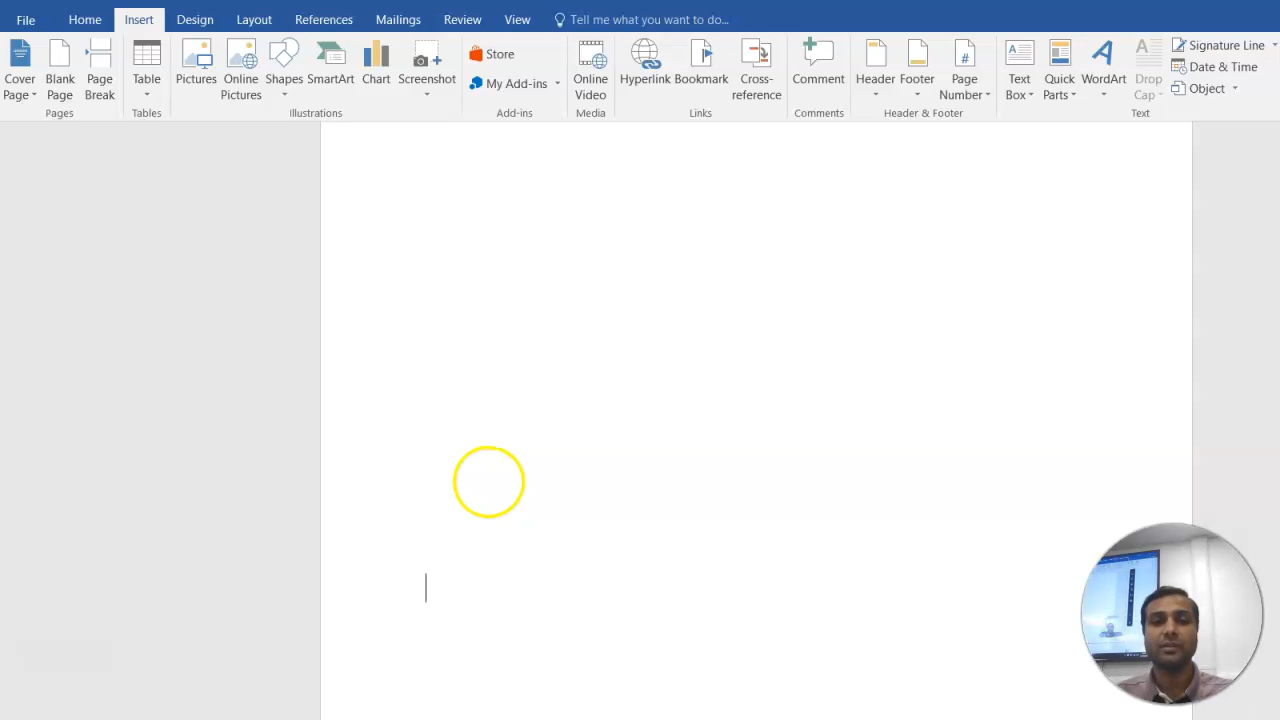 File Home Insert Design Layout References Mailings Review View Tell me what you want to do...
Cover Page
Blank Page
Page Break
Pages
Table
Tables
Pictures
Online Pictures
Shapes
SmartArt
Chart
Screenshot
Illustrations
Store
My Add-ins
Add-ins
Online Video
Media
Hyperlink
Bookmark
Cross-reference
Links
Comment
Comments
Header
Footer
Page Number
Header & Footer
Text Box
Quick Parts
WordArt
Drop Cap
Signature Line
Date & Time
Object
Text